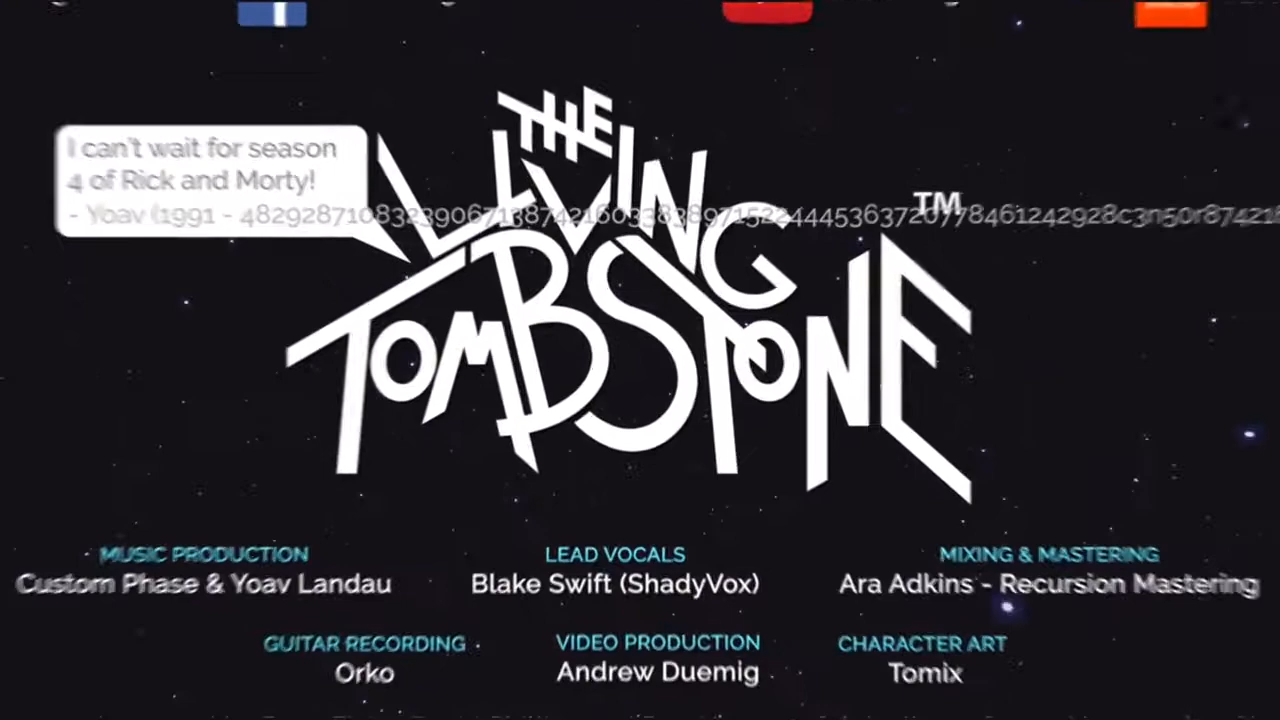 THE
LIVING
TOMBSTONE
TM
I can't wait for season
4 of Rick and Morty!
- Yoav (1991 -
MUSIC PRODUCTION
Custom Phase & Yoav Landau
LEAD VOCALS
Blake Swift (ShadyVox)
MIXING & MASTERING
Ara Adkins - Recursion Mastering
GUITAR RECORDING
Orko
VIDEO PRODUCTION
Andrew Duemig
CHARACTER ART
Tomix